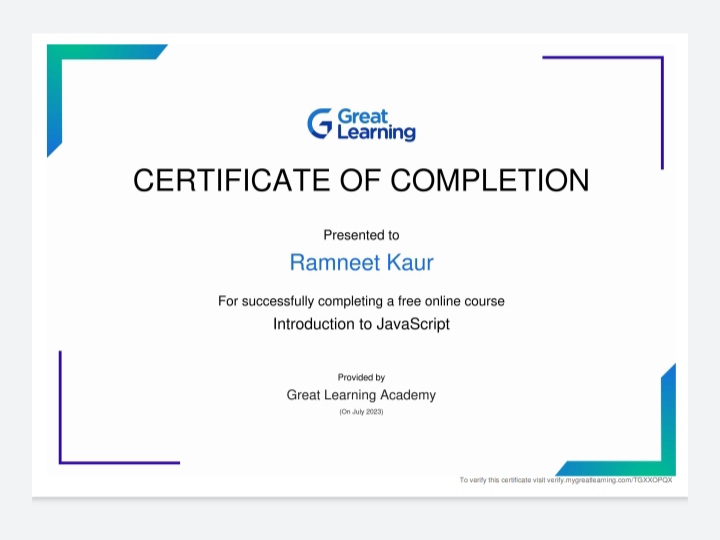 Great
Learning
CERTIFICATE OF COMPLETION
Presented to
Ramneet Kaur
For successfully completing a free online course
Introduction to JavaScript
Provided by
Great Learning Academy
(On July 2023)
To verify this certificate visit verify.mygreatlearning.com/TGXXOPQX